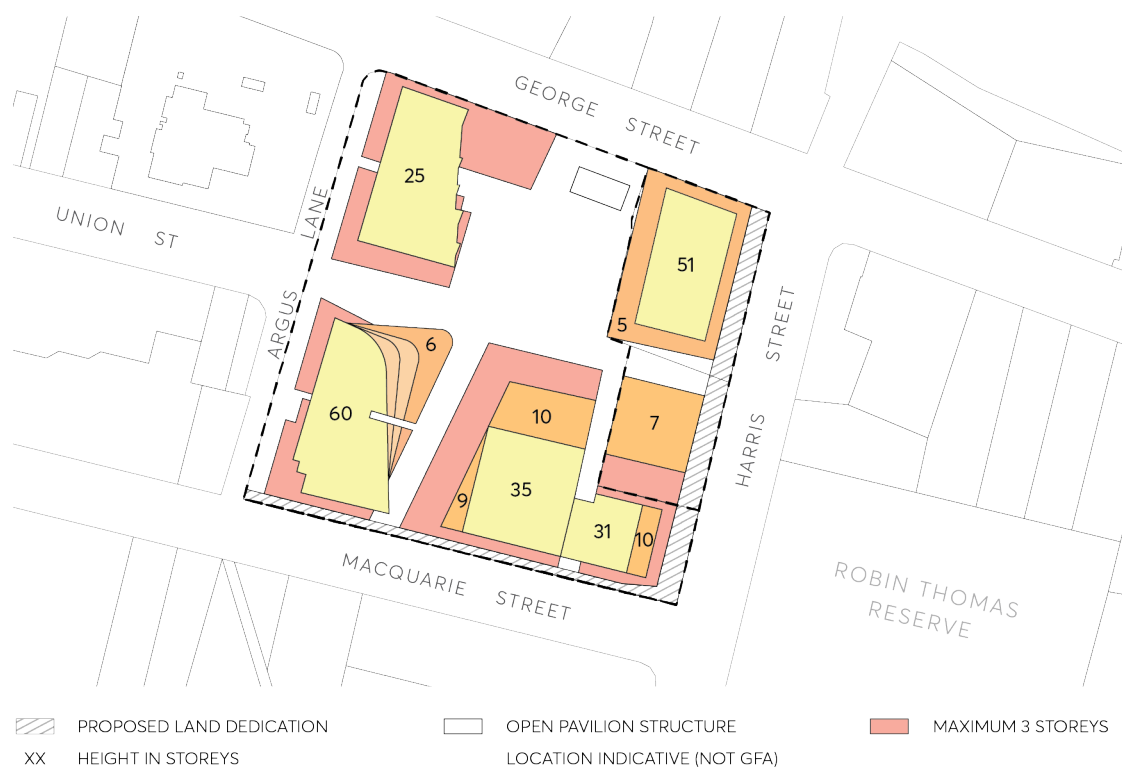 GEORGE STREET
25
LANE
UNION ST
51
STREET
5
ARGUS
6
60
10
7
HARRIS
35
9
31
10
MACQUARIE STREET
ROBIN THOMAS
RESERVE
PROPOSED LAND DEDICATION
OPEN PAVILION STRUCTURE
MAXIMUM 3 STOREYS
XX HEIGHT IN STOREYS
LOCATION INDICATIVE (NOT GFA)